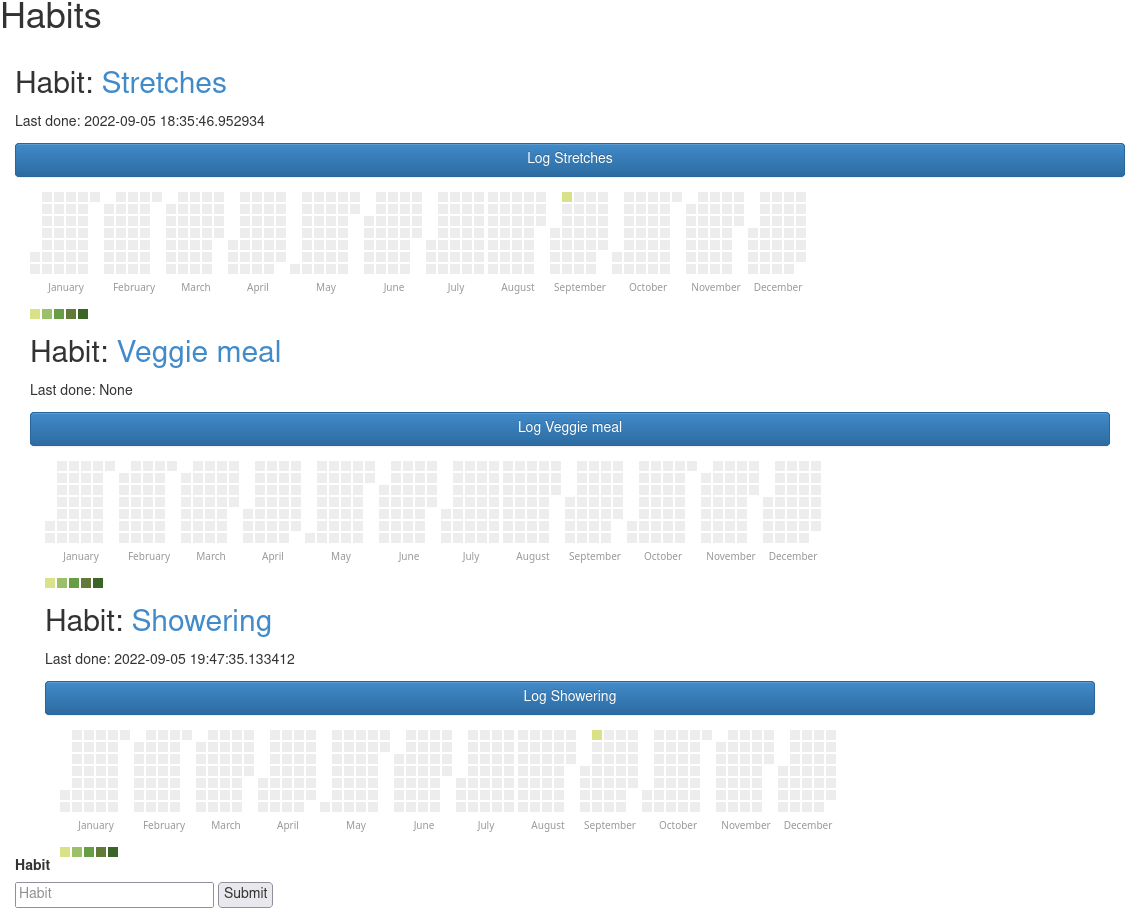 Habits
Habit: Stretches
Last done: 2022-09-05 18:35:46.952934
Log Stretches
January February March April May June July August September October November December
Habit: Veggie meal
Last done: None
Log Veggie meal
January February March April May June July August September October November December
Habit: Showering
Last done: 2022-09-05 19:47:35.133412
Log Showering
January February March April May June July August September October November December
Habit
Habit Submit